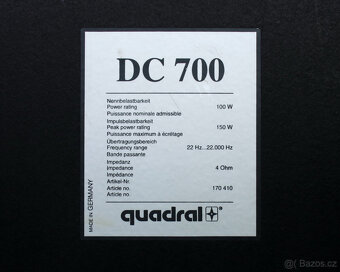 DC 700
Nennbelastbarkeit
Power rating 100 W
Puissance nominale admissible
Impulsbelastbarkeit
Peak power rating 150 W
Puissance maximum à écrêtage
Übertragungsbereich
Frequency range 22 Hz...22.000 Hz
Bande passante
Impedanz
Impedance 4 Ohm
Impédance
Artikel-Nr.
Article no. 170 410
Article no.
MADE IN GERMANY
quadral®
© Bazos.cz